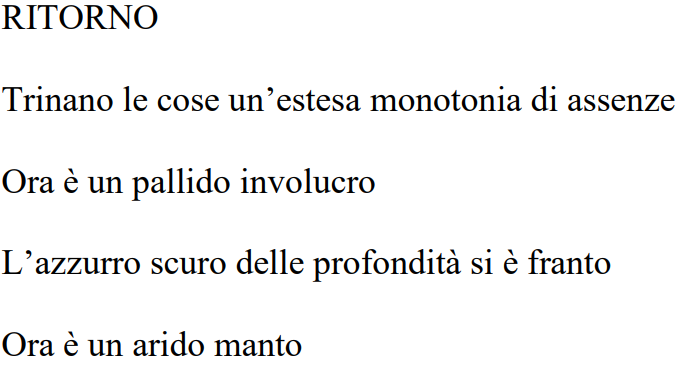 RITORNO
Trinano le cose un’estesa monotonia di assenze
Ora è un pallido involucro
L’azzurro scuro delle profondità si è franto
Ora è un arido manto